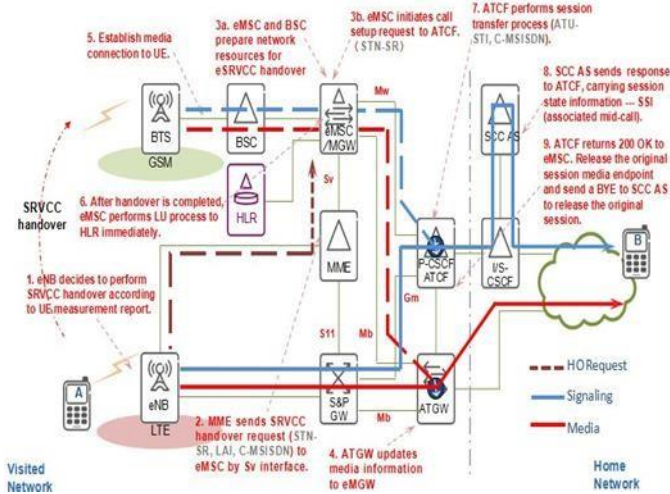 5. Establish media
connection to UE.
3a. eMSC and BSC
prepare network
resources for
eSRVCC handover
3b. eMSC initiates call
setup request to ATCF.
(STN-SR)
7. ATCF performs session
transfer process (ATU-
STI, C-MSISDN).
8. SCC AS sends response
to ATCF, carrying session
state information --- SSI
(associated mid-call).
9. ATCF returns 200 OK to
eMSC. Release the original
session media endpoint
and send a BYE to SCC AS
to release the original
session.
Mw
BTS
GSM
BSC
eMSC
/MGW
SCC AS
Sv
HLR
6. After handover is completed,
eMSC performs LU process to
HLR immediately.
SRVCC
handover
MME
P-CSCF
ATCF
I/S-
CSCF
B
1. eNB decides to perform
SRVCC handover according
to UE measurement report.
Gm
S11
Mb
A
eNB
LTE
S&P
GW
Mb
ATGW
HO Request
Signaling
Media
2. MME sends SRVCC
handover request (STN-
SR, LAI, C-MSISDN) to
eMSC by Sv interface.
4. ATGW updates
media information
to eMGW
Visited
Network
Home
Network